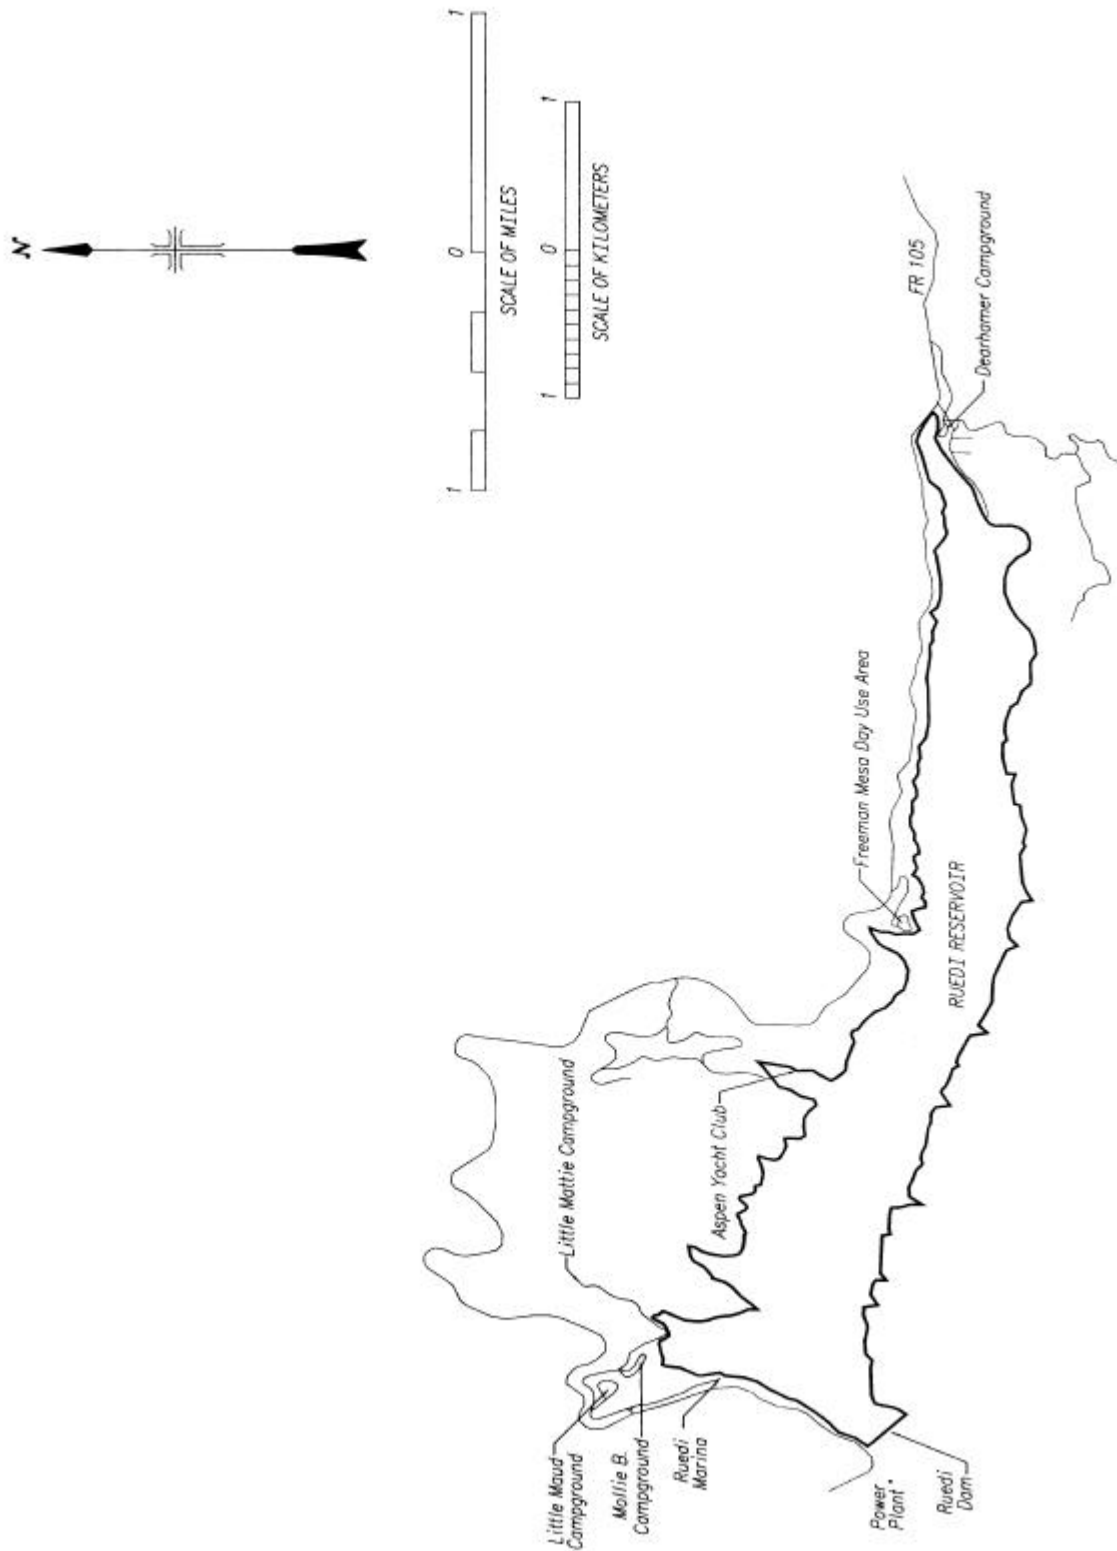 N
1 0 1
SCALE OF MILES
1 0 1
SCALE OF KILOMETERS
FR 105
Dearhamer Campground
Freeman Mesa Day Use Area
RUEDI RESERVOIR
Little Mattie Campground
Aspen Yacht Club
Little Maud
Campground
Mollie B.
Campground
Ruedi
Marina
Power
Plant
Ruedi
Dam